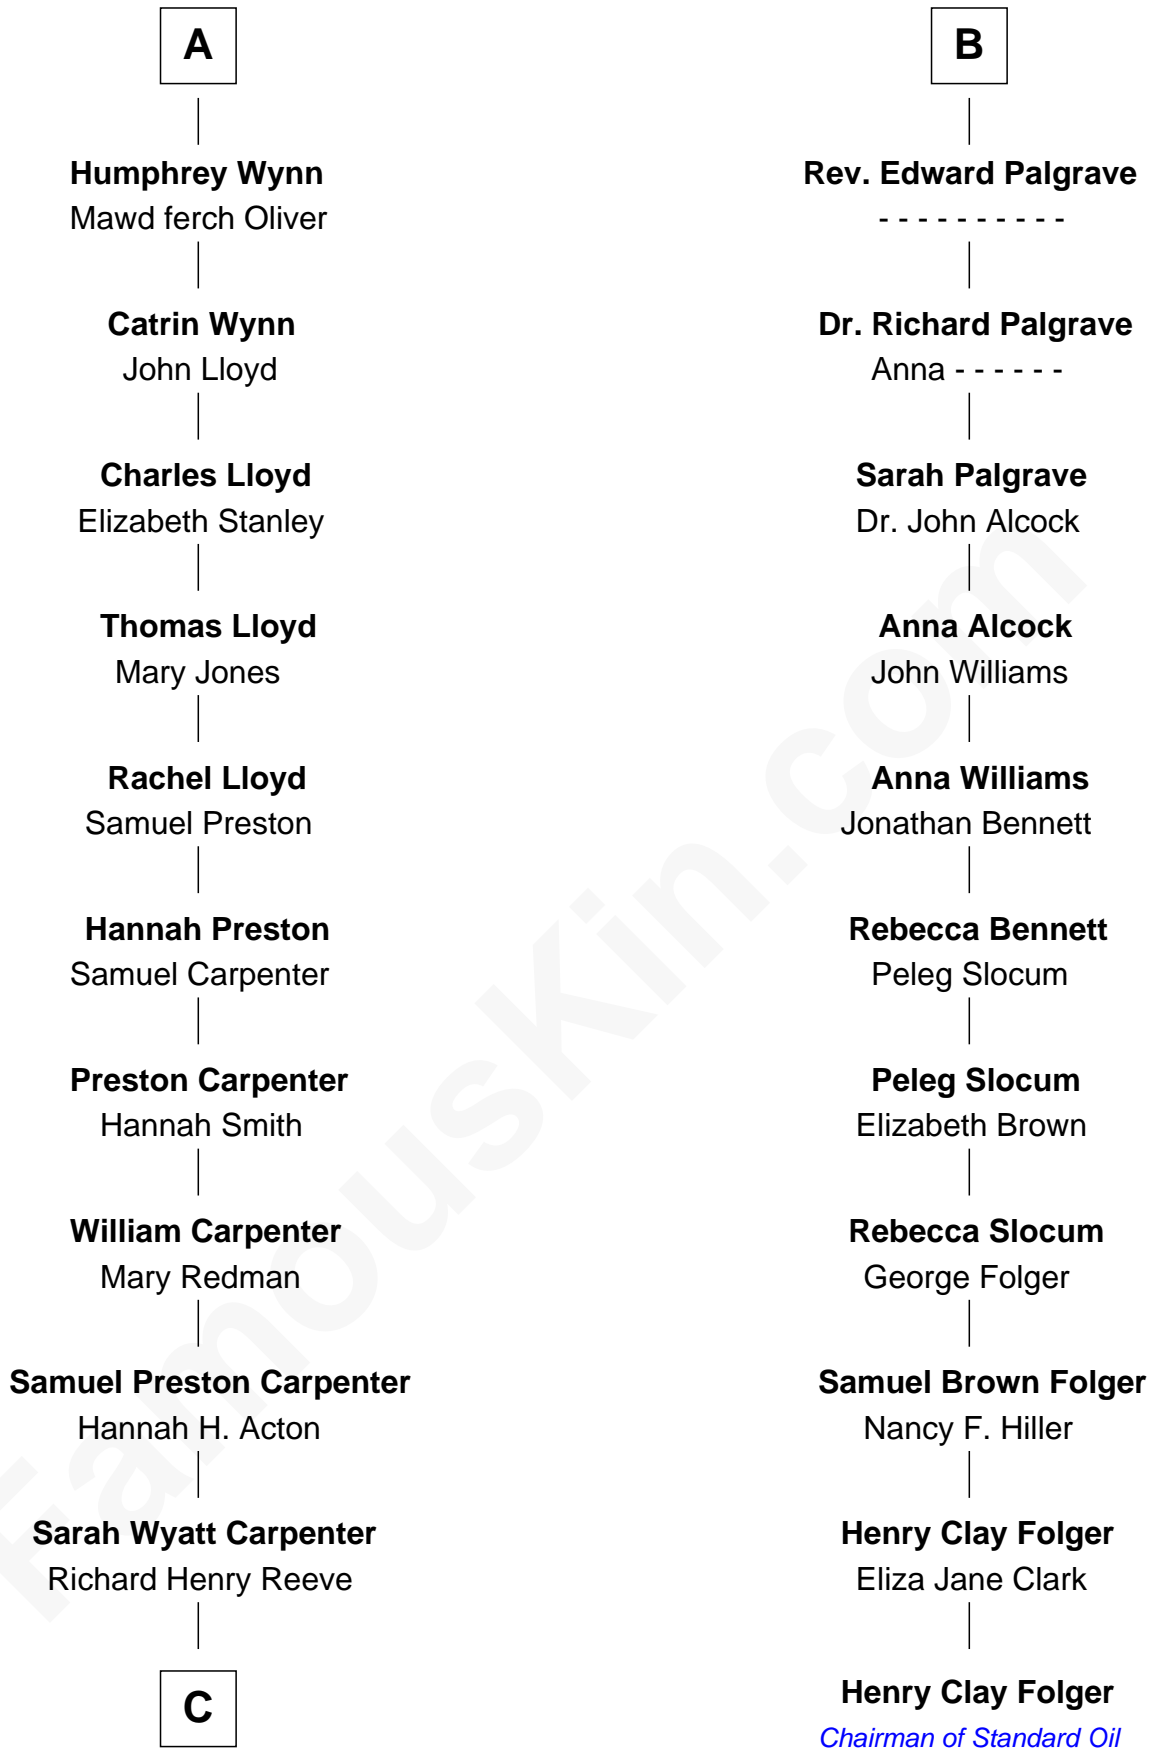 A
Humphrey Wynn
Mawd ferch Oliver
Catrin Wynn
John Lloyd
Charles Lloyd
Elizabeth Stanley
Thomas Lloyd
Mary Jones
Rachel Lloyd
Samuel Preston
Hannah Preston
Samuel Carpenter
Preston Carpenter
Hannah Smith
William Carpenter
Mary Redman
Samuel Preston Carpenter
Hannah H. Acton
Sarah Wyatt Carpenter
Richard Henry Reeve
C
B
Rev. Edward Palgrave
- - - - - - - - - -
Dr. Richard Palgrave
Anna - - - - - -
Sarah Palgrave
Dr. John Alcock
Anna Alcock
John Williams
Anna Williams
Jonathan Bennett
Rebecca Bennett
Peleg Slocum
Peleg Slocum
Elizabeth Brown
Rebecca Slocum
George Folger
Samuel Brown Folger
Nancy F. Hiller
Henry Clay Folger
Eliza Jane Clark
Henry Clay Folger
Chairman of Standard Oil
FamousKin.com